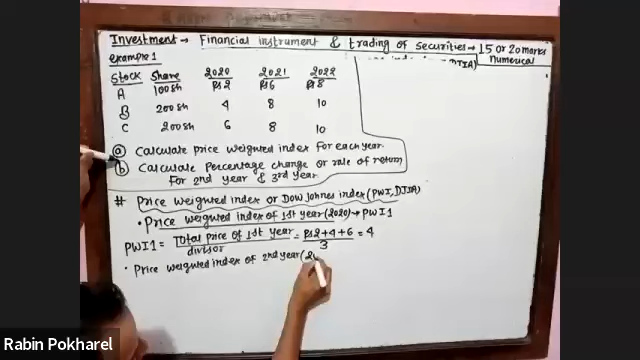 Investment → Financial instrument & trading of securities → 15 or 20 marks
numerical
example 1
DJIA)
Stock Share 2020 2021 2022
A 100sh Rs2 Rs6 Rs8
B 200sh 4 8 10
C 200sh 6 8 10
(a) Calculate price weighted index for each year.
(b) Calculate percentage change or rate of return
for 2nd year & 3rd year
# Price weighted index or Dow Johnes index (PWI, DJIA)
• Price weighted index of 1st year (2020) → PWI1
PWI1 = Total price of 1st year = Rs2+4+6 = 4
divisor 3
• Price weighted index of 2nd year (2
Rabin Pokharel